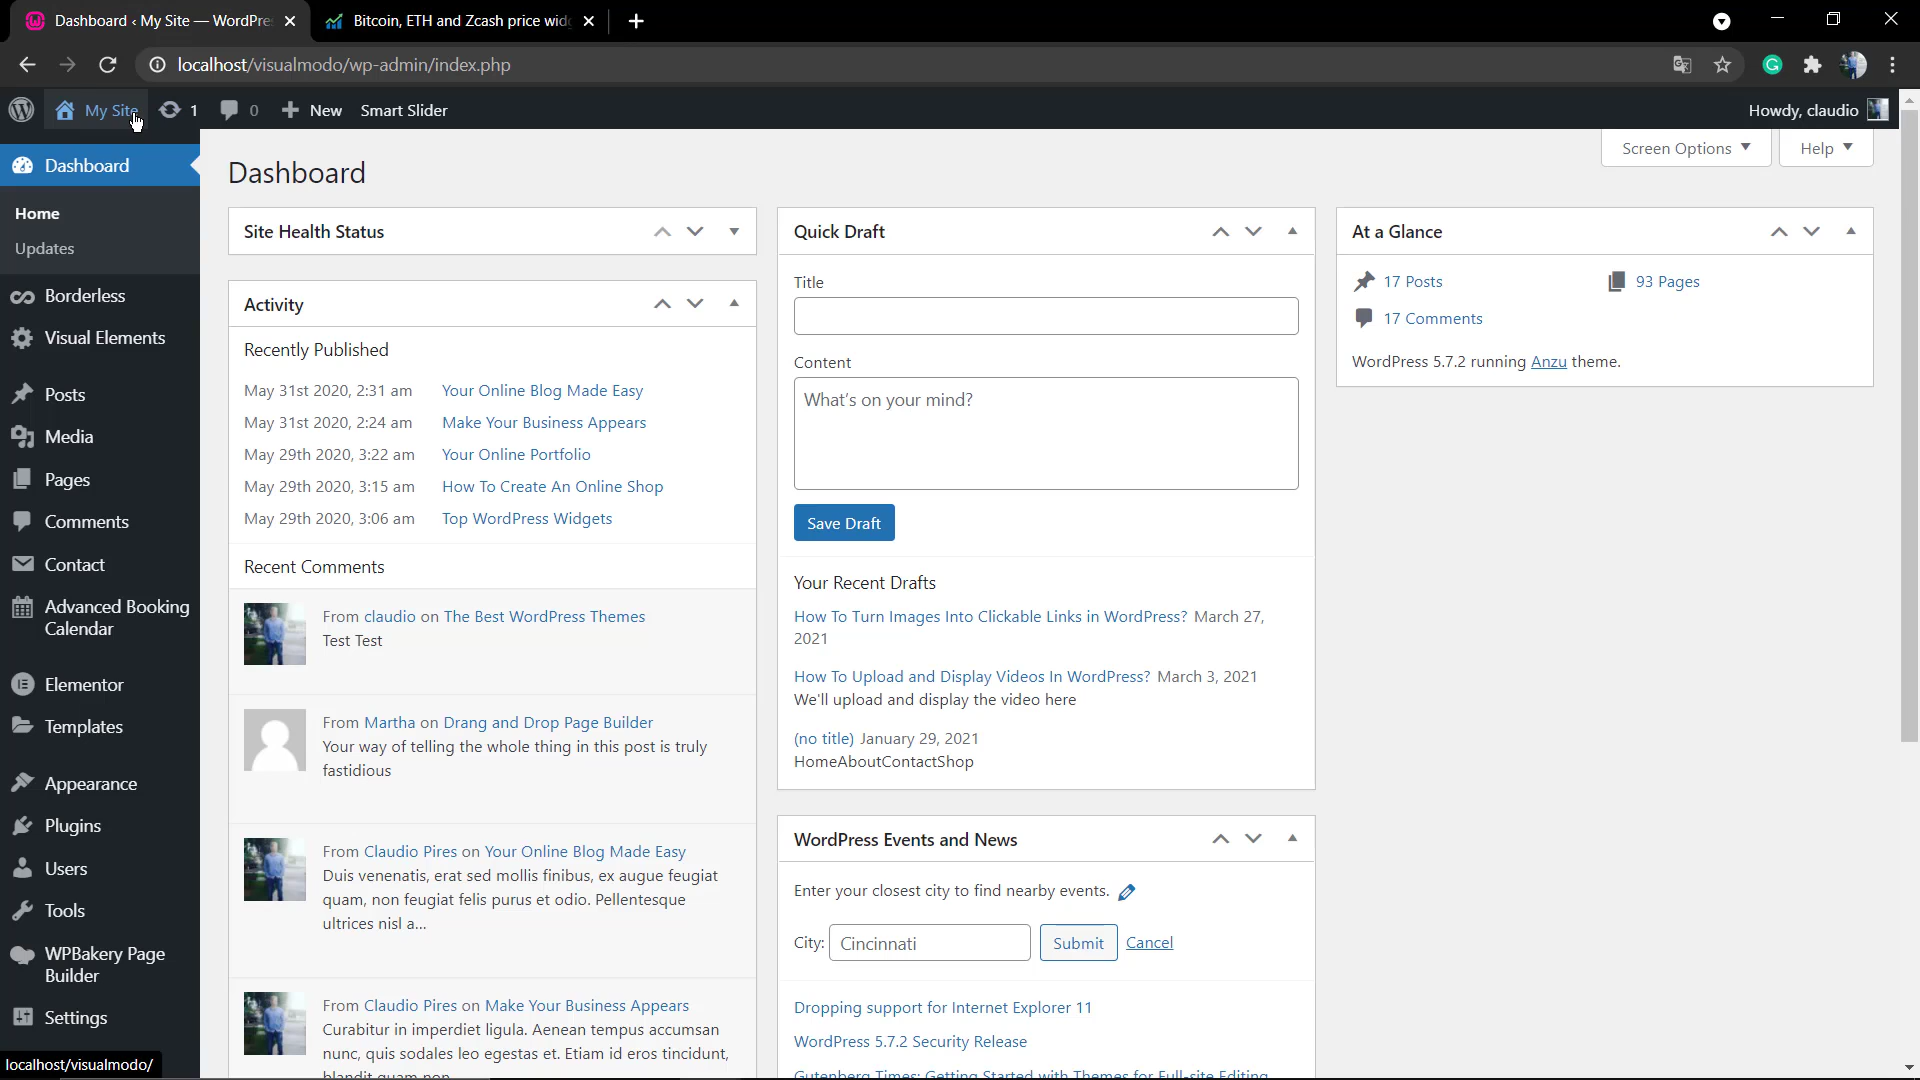 Dashboard ‹ My Site — WordPre
Bitcoin, ETH and Zcash price wid
localhost/visualmodo/wp-admin/index.php
My Site
1
0
New
Smart Slider
Howdy, claudio
Dashboard
Home
Updates
Borderless
Visual Elements
Posts
Media
Pages
Comments
Contact
Advanced Booking
Calendar
Elementor
Templates
Appearance
Plugins
Users
Tools
WPBakery Page
Builder
Settings
localhost/visualmodo/
Screen Options
Help
Dashboard
Site Health Status
Activity
Recently Published
May 31st 2020, 2:31 am Your Online Blog Made Easy
May 31st 2020, 2:24 am Make Your Business Appears
May 29th 2020, 3:22 am Your Online Portfolio
May 29th 2020, 3:15 am How To Create An Online Shop
May 29th 2020, 3:06 am Top WordPress Widgets
Recent Comments
From claudio on The Best WordPress Themes
Test Test
From Martha on Drang and Drop Page Builder
Your way of telling the whole thing in this post is truly
fastidious
From Claudio Pires on Your Online Blog Made Easy
Duis venenatis, erat sed mollis finibus, ex augue feugiat
quam, non feugiat felis purus et odio. Pellentesque
ultrices nisl a...
From Claudio Pires on Make Your Business Appears
Curabitur in imperdiet ligula. Aenean tempus accumsan
nunc, quis sodales leo egestas et. Etiam id eros tincidunt,
blandit quam non
Quick Draft
Title
Content
What's on your mind?
Save Draft
Your Recent Drafts
How To Turn Images Into Clickable Links in WordPress? March 27,
2021
How To Upload and Display Videos In WordPress? March 3, 2021
We'll upload and display the video here
(no title) January 29, 2021
HomeAboutContactShop
WordPress Events and News
Enter your closest city to find nearby events.
City: Cincinnati Submit Cancel
Dropping support for Internet Explorer 11
WordPress 5.7.2 Security Release
Gutenberg Times: Getting Started with Themes for Full-site Editing
At a Glance
17 Posts
93 Pages
17 Comments
WordPress 5.7.2 running Anzu theme.